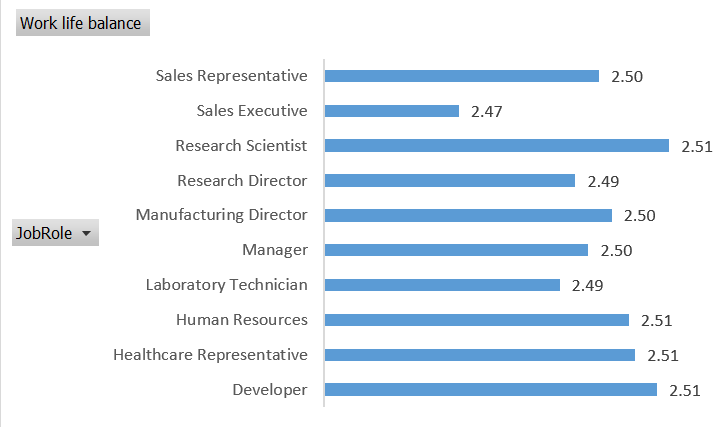 Work life balance
Sales Representative 2.50
Sales Executive 2.47
Research Scientist 2.51
Research Director 2.49
Manufacturing Director 2.50
JobRole
Manager 2.50
Laboratory Technician 2.49
Human Resources 2.51
Healthcare Representative 2.51
Developer 2.51